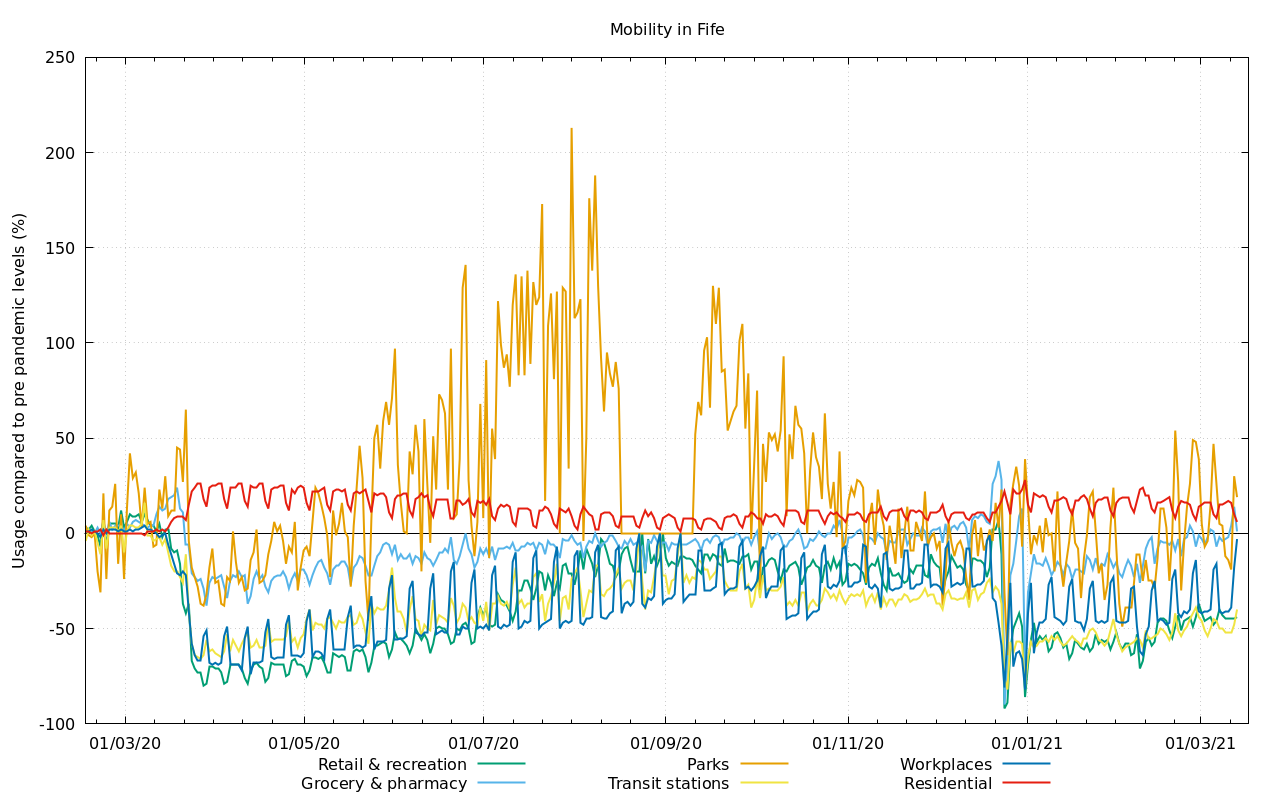 Mobility in Fife
Usage compared to pre pandemic levels (%)
250
200
150
100
50
0
-50
-100
01/03/20 01/05/20 01/07/20 01/09/20 01/11/20 01/01/21 01/03/21
Retail & recreation Parks Workplaces
Grocery & pharmacy Transit stations Residential